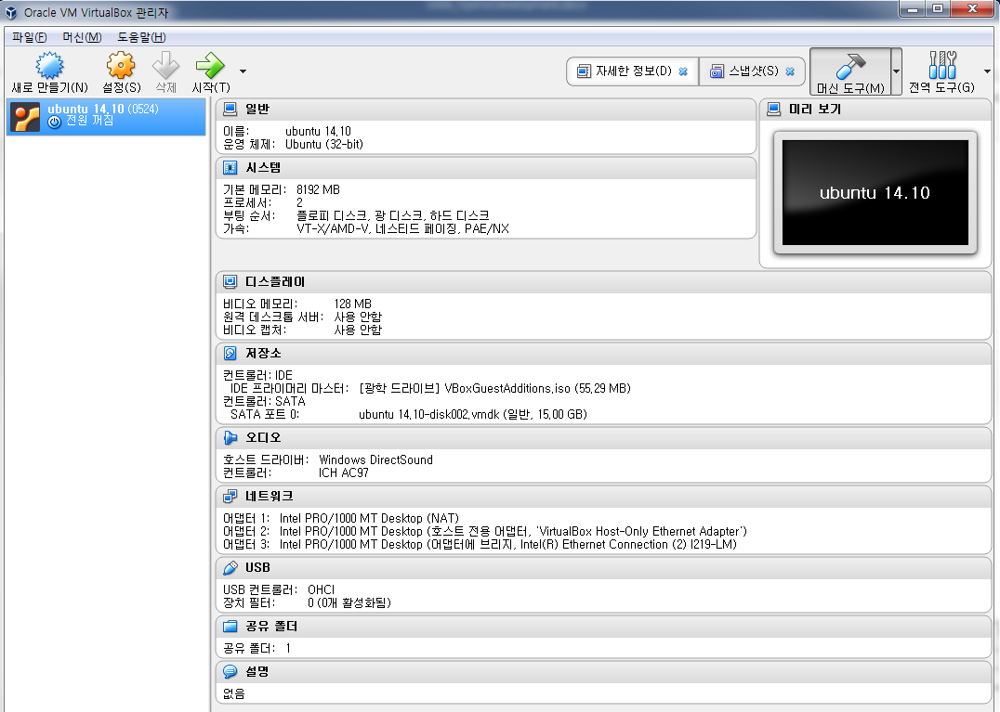 Oracle VM VirtualBox 관리자
파일(F) 머신(M) 도움말(H)
새로 만들기(N) 설정(S) 삭제 시작(T)
자세한 정보(D) 스냅샷(S) 머신 도구(M) 전역 도구(G)
ubuntu 14.10 (0524)
전원 꺼짐
일반
이름: ubuntu 14.10
운영 체제: Ubuntu (32-bit)
시스템
기본 메모리: 8192 MB
프로세서: 2
부팅 순서: 플로피 디스크, 광 디스크, 하드 디스크
가속: VT-X/AMD-V, 네스티드 페이징, PAE/NX
미리 보기
ubuntu 14.10
디스플레이
비디오 메모리: 128 MB
원격 데스크톱 서버: 사용 안함
비디오 캡처: 사용 안함
저장소
컨트롤러: IDE
IDE 프라이머리 마스터: [광학 드라이브] VBoxGuestAdditions.iso (55.29 MB)
컨트롤러: SATA
SATA 포트 0: ubuntu 14.10-disk002.vmdk (일반, 15.00 GB)
오디오
호스트 드라이버: Windows DirectSound
컨트롤러: ICH AC97
네트워크
어댑터 1: Intel PRO/1000 MT Desktop (NAT)
어댑터 2: Intel PRO/1000 MT Desktop (호스트 전용 어댑터, 'VirtualBox Host-Only Ethernet Adapter')
어댑터 3: Intel PRO/1000 MT Desktop (어댑터에 브리지, Intel(R) Ethernet Connection (2) I219-LM)
USB
USB 컨트롤러: OHCI
장치 필터: 0 (0개 활성화됨)
공유 폴더
공유 폴더: 1
설명
없음